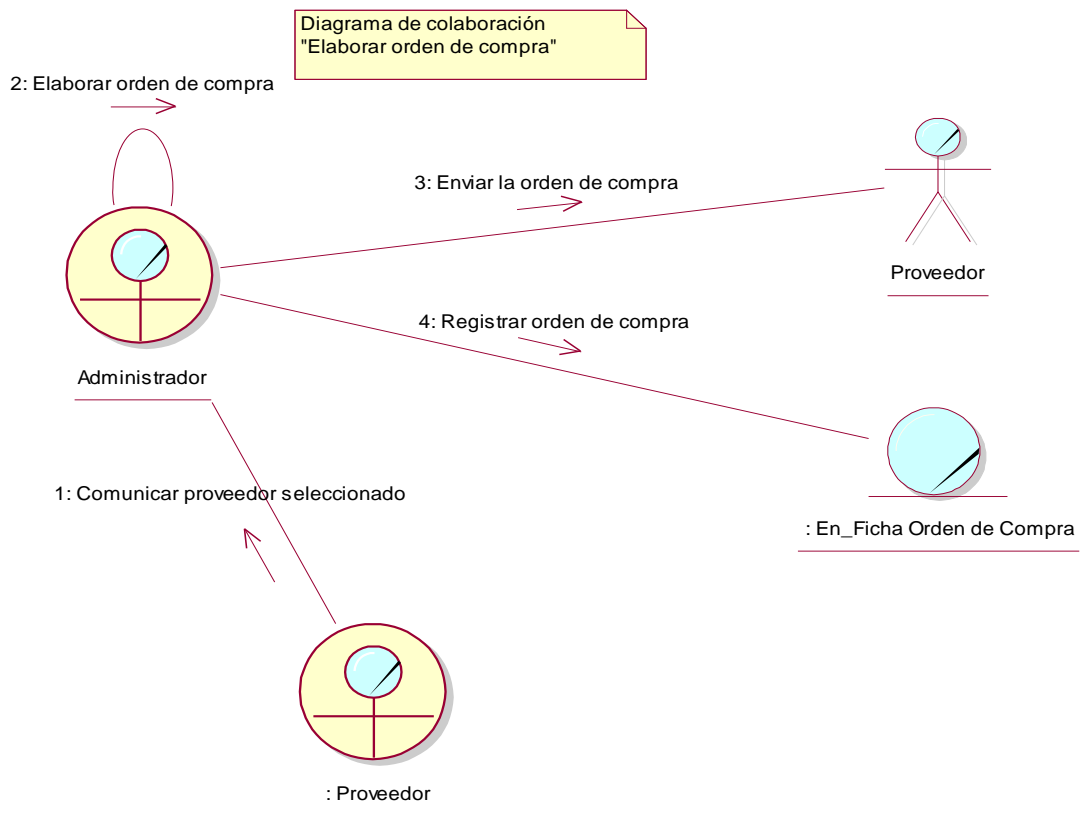 Diagrama de colaboración
"Elaborar orden de compra"
2: Elaborar orden de compra
3: Enviar la orden de compra
Proveedor
4: Registrar orden de compra
Administrador
1: Comunicar proveedor seleccionado
: En_Ficha Orden de Compra
: Proveedor